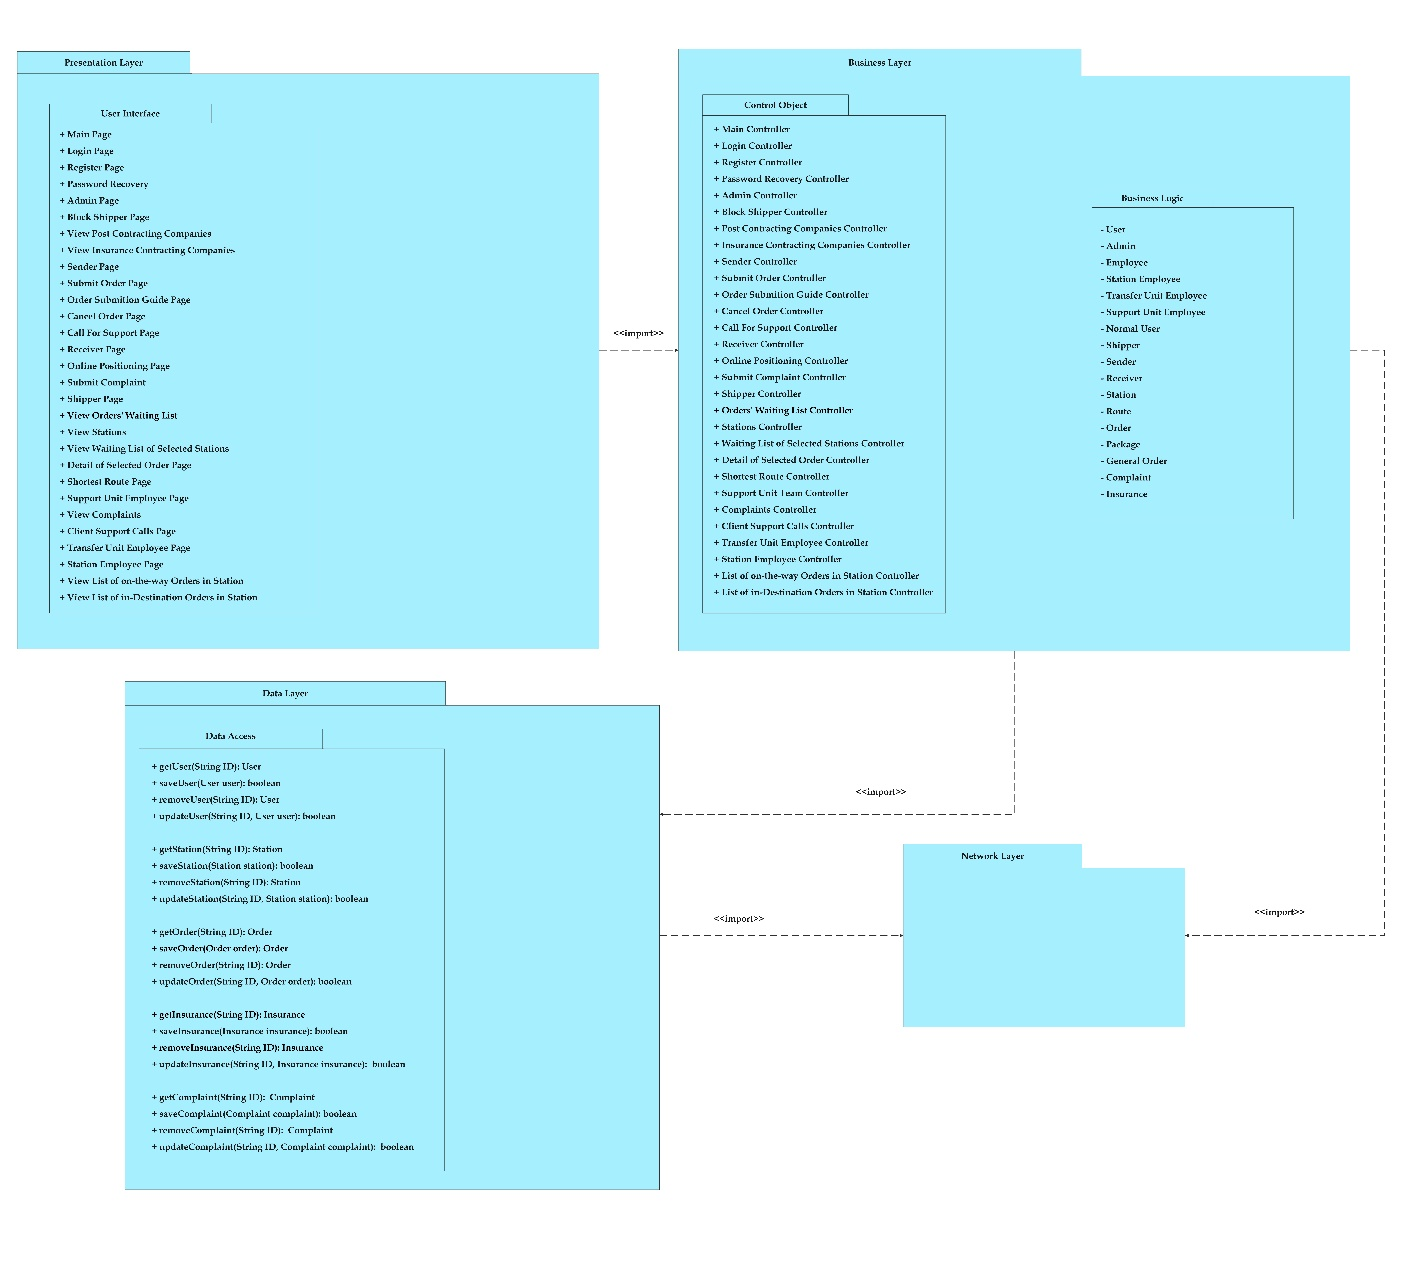 Presentation Layer
User Interface
+ Main Page
+ Login Page
+ Register Page
+ Password Recovery
+ Admin Page
+ Block Shipper Page
+ View Post Contracting Companies
+ View Insurance Contracting Companies
+ Sender Page
+ Submit Order Page
+ Order Submition Guide Page
+ Cancel Order Page
+ Call For Support Page
+ Receiver Page
+ Online Positioning Page
+ Submit Complaint
+ Shipper Page
+ View Orders' Waiting List
+ View Stations
+ View Waiting List of Selected Stations
+ Detail of Selected Order Page
+ Shortest Route Page
+ Support Unit Employee Page
+ View Complaints
+ Client Support Calls Page
+ Transfer Unit Employee Page
+ Station Employee Page
+ View List of on-the-way Orders in Station
+ View List of in-Destination Orders in Station
<<import>>
Business Layer
Control Object
+ Main Controller
+ Login Controller
+ Register Controller
+ Password Recovery Controller
+ Admin Controller
+ Block Shipper Controller
+ Post Contracting Companies Controller
+ Insurance Contracting Companies Controller
+ Sender Controller
+ Submit Order Controller
+ Order Submition Guide Controller
+ Cancel Order Controller
+ Call For Support Controller
+ Receiver Controller
+ Online Positioning Controller
+ Submit Complaint Controller
+ Shipper Controller
+ Orders' Waiting List Controller
+ Stations Controller
+ Waiting List of Selected Stations Controller
+ Detail of Selected Order Controller
+ Shortest Route Controller
+ Support Unit Team Controller
+ Complaints Controller
+ Client Support Calls Controller
+ Transfer Unit Employee Controller
+ Station Employee Controller
+ List of on-the-way Orders in Station Controller
+ List of in-Destination Orders in Station Controller
Business Logic
- User
- Admin
- Employee
- Station Employee
- Transfer Unit Employee
- Support Unit Employee
- Normal User
- Shipper
- Sender
- Receiver
- Station
- Route
- Order
- Package
- General Order
- Complaint
- Insurance
Data Layer
Data Access
+ getUser(String ID): User
+ saveUser(User user): boolean
+ removeUser(String ID): User
+ updateUser(String ID, User user): boolean
+ getStation(String ID): Station
+ saveStation(Station station): boolean
+ removeStation(String ID): Station
+ updateStation(String ID, Station station): boolean
+ getOrder(String ID): Order
+ saveOrder(Order order): Order
+ removeOrder(String ID): Order
+ updateOrder(String ID, Order order): boolean
+ getInsurance(String ID): Insurance
+ saveInsurance(Insurance insurance): boolean
+ removeInsurance(String ID): Insurance
+ updateInsurance(String ID, Insurance insurance): boolean
+ getComplaint(String ID): Complaint
+ saveComplaint(Complaint complaint): boolean
+ removeComplaint(String ID): Complaint
+ updateComplaint(String ID, Complaint complaint): boolean
<<import>>
<<import>>
Network Layer
<<import>>